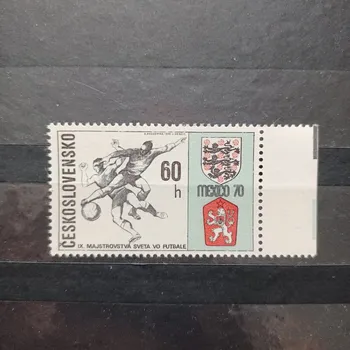 ČESKOSLOVENSKO
60
h
MEXICO 70
IX. MAJSTROVSTVÁ SVETA VO FUTBALE